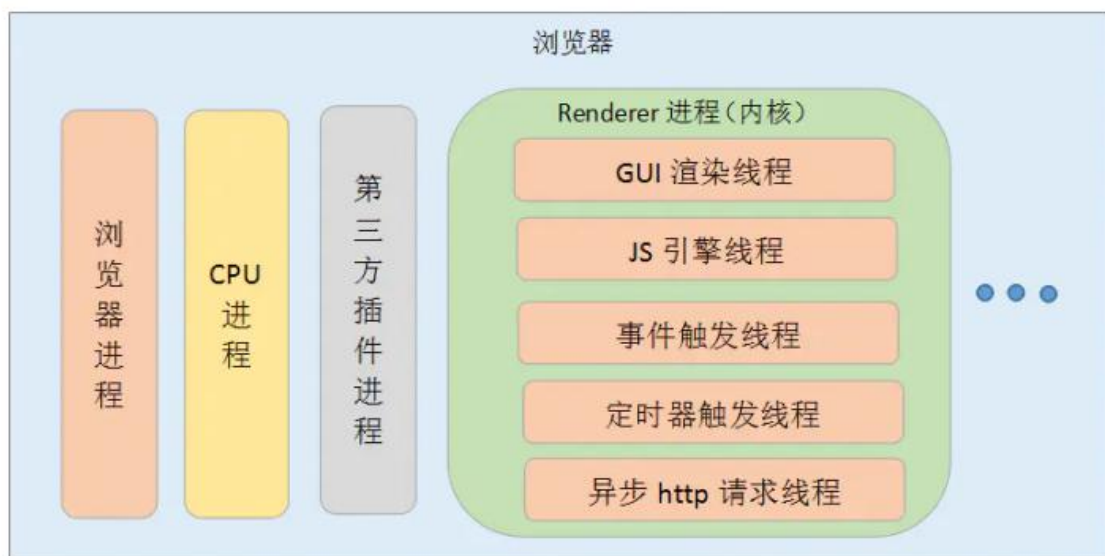 浏览器
浏览器进程
CPU
进程
第三方插件进程
Renderer 进程（内核）
GUI 渲染线程
JS 引擎线程
事件触发线程
定时器触发线程
异步 http 请求线程